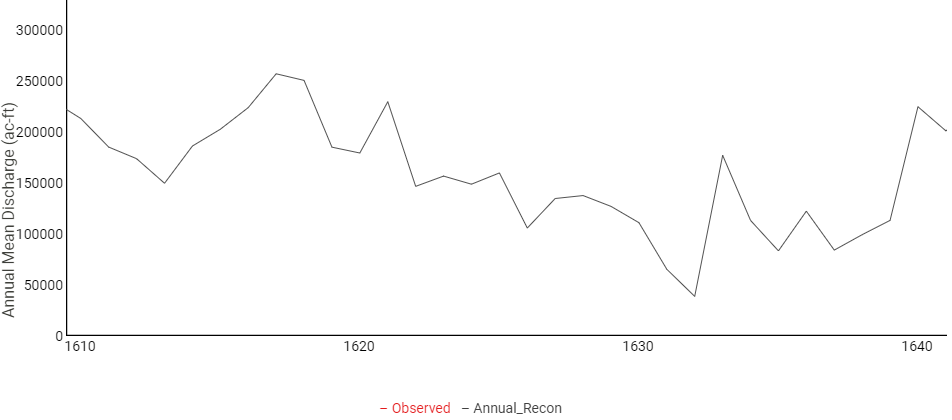 300000
250000
200000
150000
100000
50000
0
Annual Mean Discharge (ac-ft)
1610 1620 1630 1640
– Observed – Annual_Recon